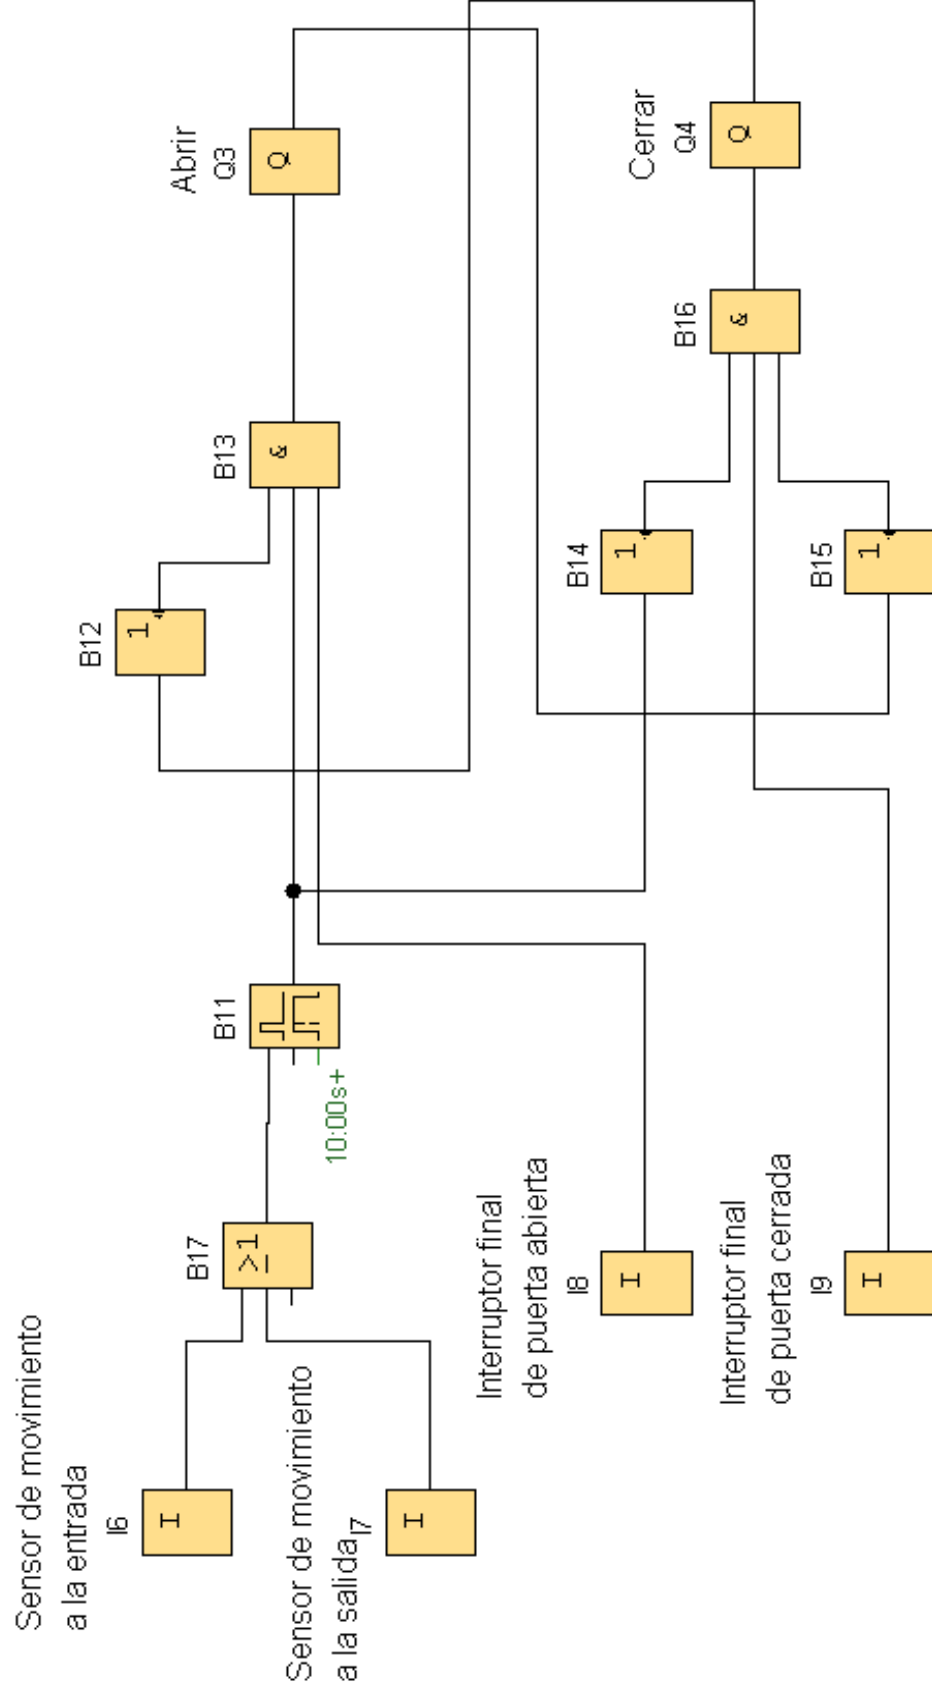 Sensor de movimiento
a la entrada
I6
I
Sensor de movimiento
a la salida
I7
I
B17
≥1
B11
10:00s+
B12
1
B13
&
Abrir
Q3
Q
Interruptor final
de puerta abierta
I8
I
Interruptor final
de puerta cerrada
I9
I
B14
1
B15
1
B16
&
Cerrar
Q4
Q